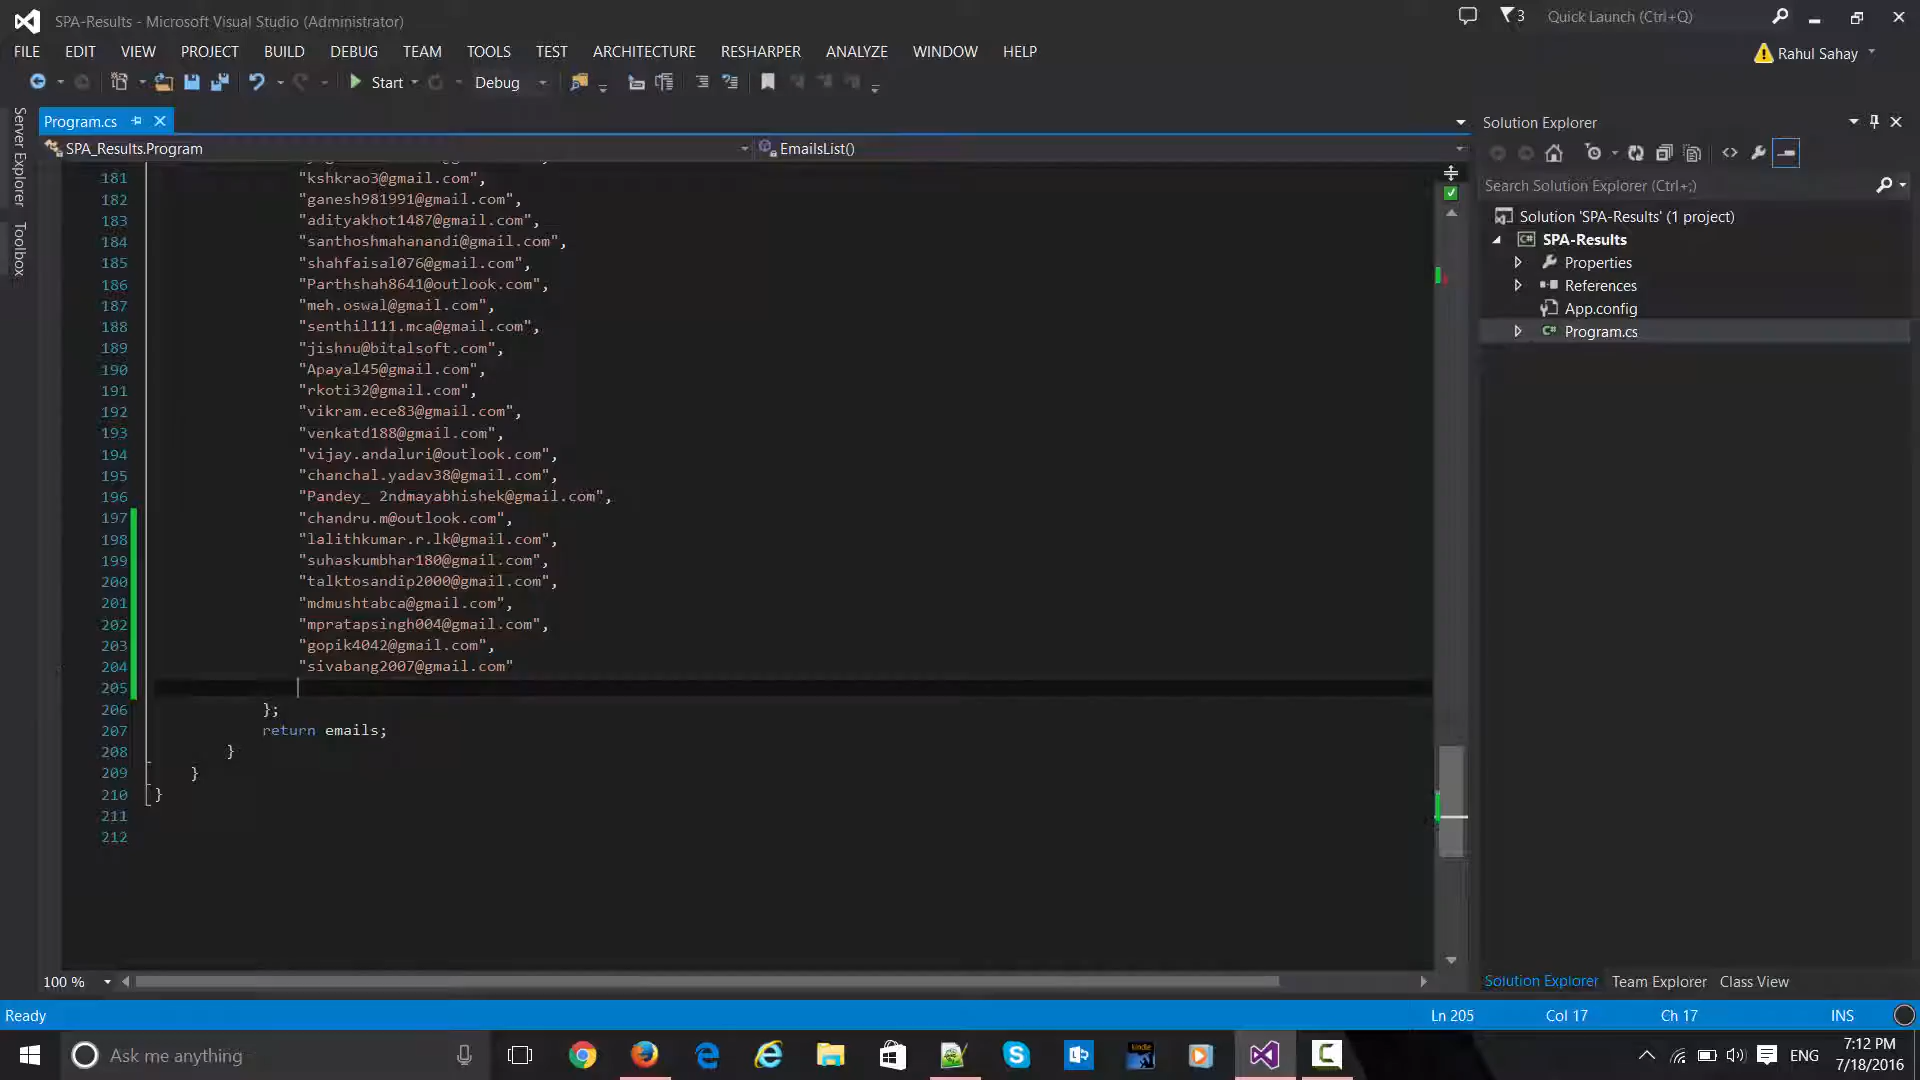 SPA-Results - Microsoft Visual Studio (Administrator)
3
Quick Launch (Ctrl+Q)
FILE EDIT VIEW PROJECT BUILD DEBUG TEAM TOOLS TEST ARCHITECTURE RESHARPER ANALYZE WINDOW HELP
Rahul Sahay
Start Debug
Server Explorer
Toolbox
Program.cs
SPA_Results.Program
EmailsList()
181 "kshkrao3@gmail.com",
182 "ganesh981991@gmail.com",
183 "adityakhot1487@gmail.com",
184 "santhoshmahanandi@gmail.com",
185 "shahfaisal076@gmail.com",
186 "Parthshah8641@outlook.com",
187 "meh.oswal@gmail.com",
188 "senthil111.mca@gmail.com",
189 "jishnu@bitalsoft.com",
190 "Apayal45@gmail.com",
191 "rkoti32@gmail.com",
192 "vikram.ece83@gmail.com",
193 "venkatd188@gmail.com",
194 "vijay.andaluri@outlook.com",
195 "chanchal.yadav38@gmail.com",
196 "Pandey_ 2ndmayabhishek@gmail.com",
197 "chandru.m@outlook.com",
198 "lalithkumar.r.lk@gmail.com",
199 "suhaskumbhar180@gmail.com",
200 "talktosandip2000@gmail.com",
201 "mdmushtabca@gmail.com",
202 "mpratapsingh004@gmail.com",
203 "gopik4042@gmail.com",
204 "sivabang2007@gmail.com"
205
206 };
207 return emails;
208 }
209 }
210 }
211
212
100 %
Solution Explorer
Search Solution Explorer (Ctrl+;)
Solution 'SPA-Results' (1 project)
SPA-Results
Properties
References
App.config
Program.cs
Solution Explorer Team Explorer Class View
Ready
Ln 205 Col 17 Ch 17 INS
Ask me anything
ENG
7:12 PM
7/18/2016